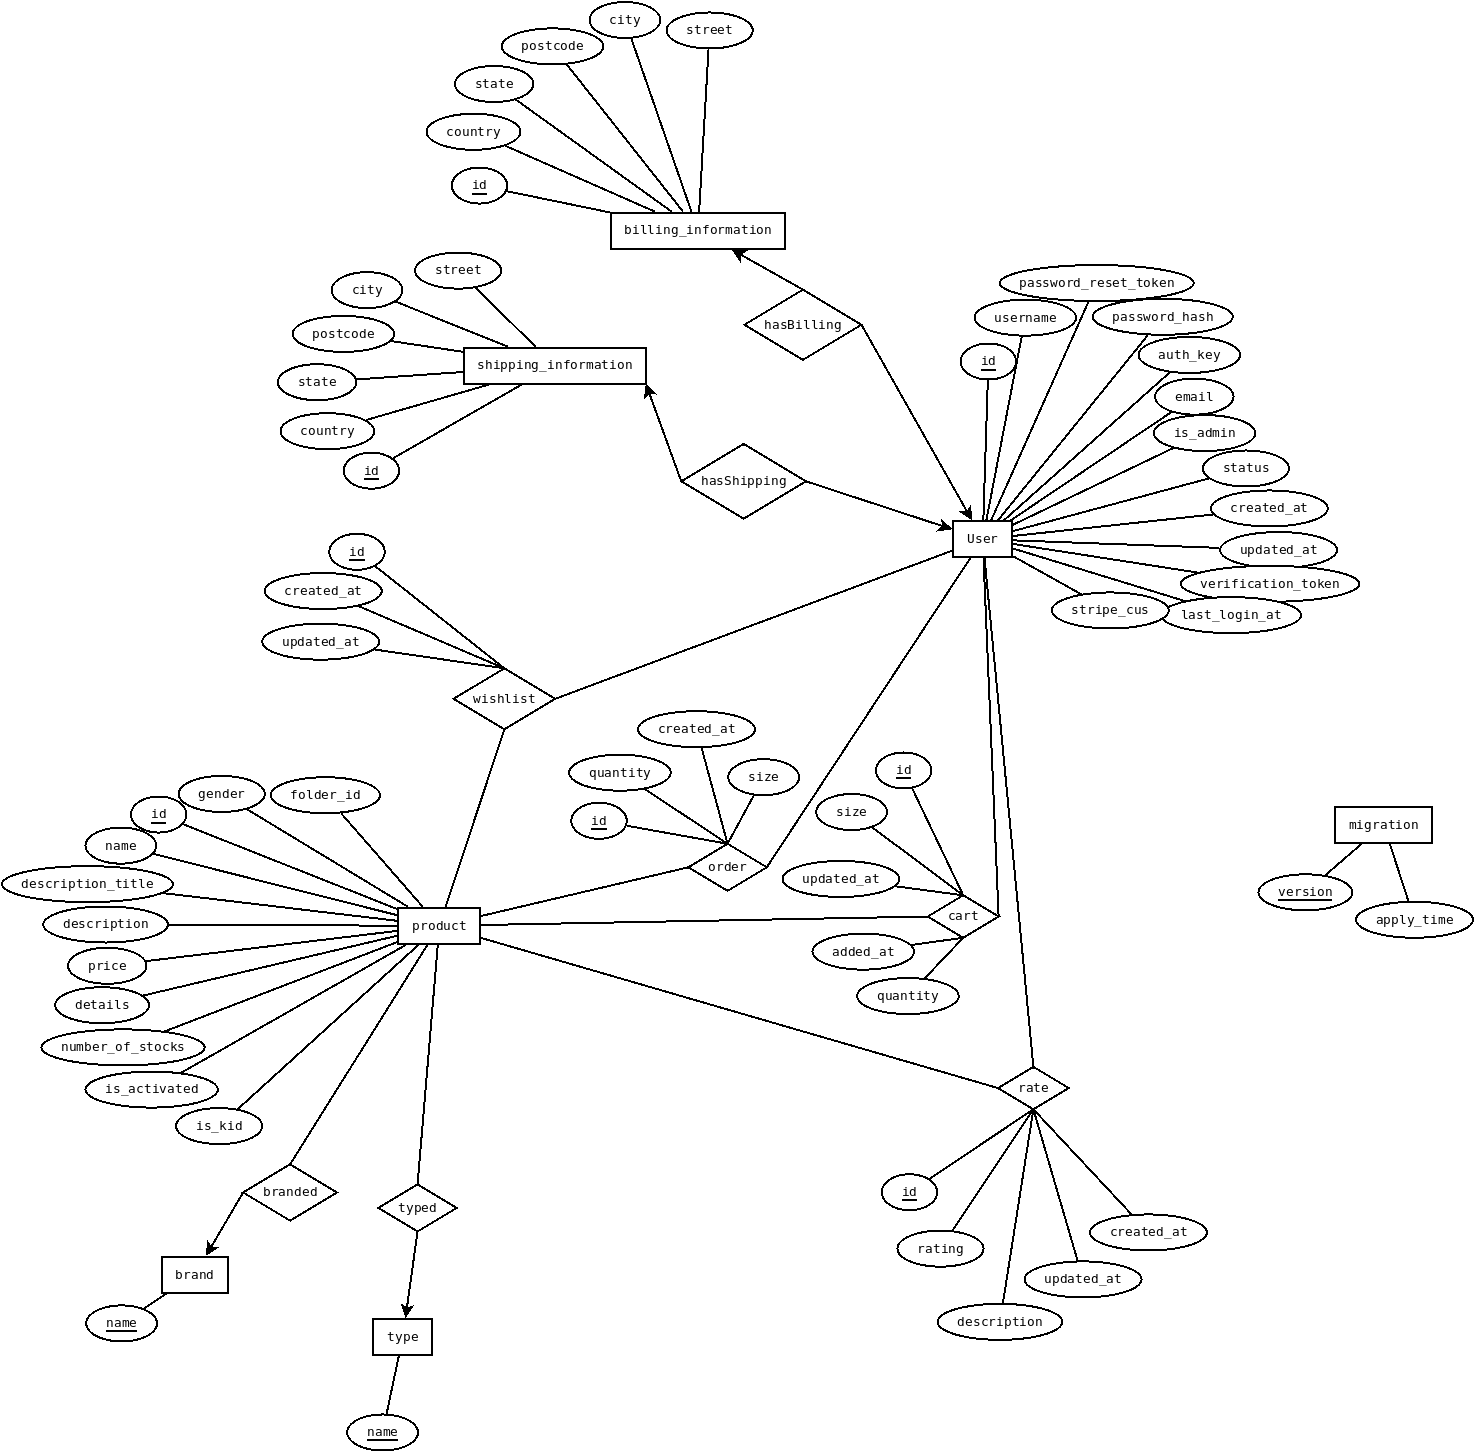 city
street
postcode
state
country
id
billing_information
street
city
postcode
state
country
id
shipping_information
hasBilling
hasShipping
password_reset_token
username
password_hash
id
auth_key
email
is_admin
status
created_at
updated_at
verification_token
last_login_at
stripe_cus
User
id
created_at
updated_at
wishlist
created_at
quantity
size
id
order
id
size
updated_at
cart
added_at
quantity
migration
version
apply_time
gender
folder_id
id
name
description_title
description
price
details
number_of_stocks
is_activated
is_kid
product
rate
id
rating
description
updated_at
created_at
branded
typed
brand
name
type
name